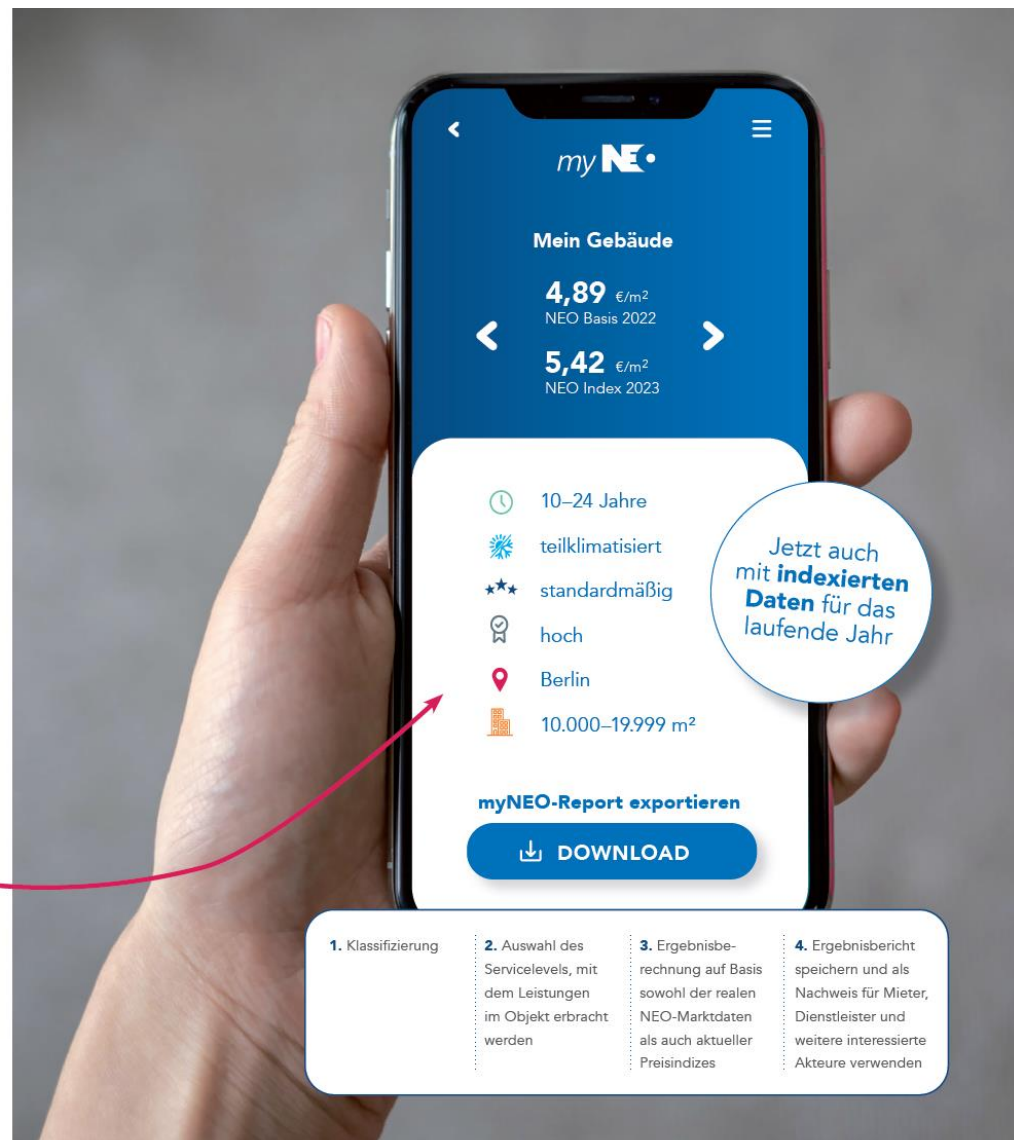 my NEO
Mein Gebäude
4,89 €/m²
NEO Basis 2022
5,42 €/m²
NEO Index 2023
10–24 Jahre
teilklimatisiert
standardmäßig
hoch
Berlin
10.000–19.999 m²
Jetzt auch
mit indexierten
Daten für das
laufende Jahr
myNEO-Report exportieren
DOWNLOAD
1. Klassifizierung
2. Auswahl des
Servicelevels, mit
dem Leistungen
im Objekt erbracht
werden
3. Ergebnisbe-
rechnung auf Basis
sowohl der realen
NEO-Marktdaten
als auch aktueller
Preisindizes
4. Ergebnisbericht
speichern und als
Nachweis für Mieter,
Dienstleister und
weitere interessierte
Akteure verwenden